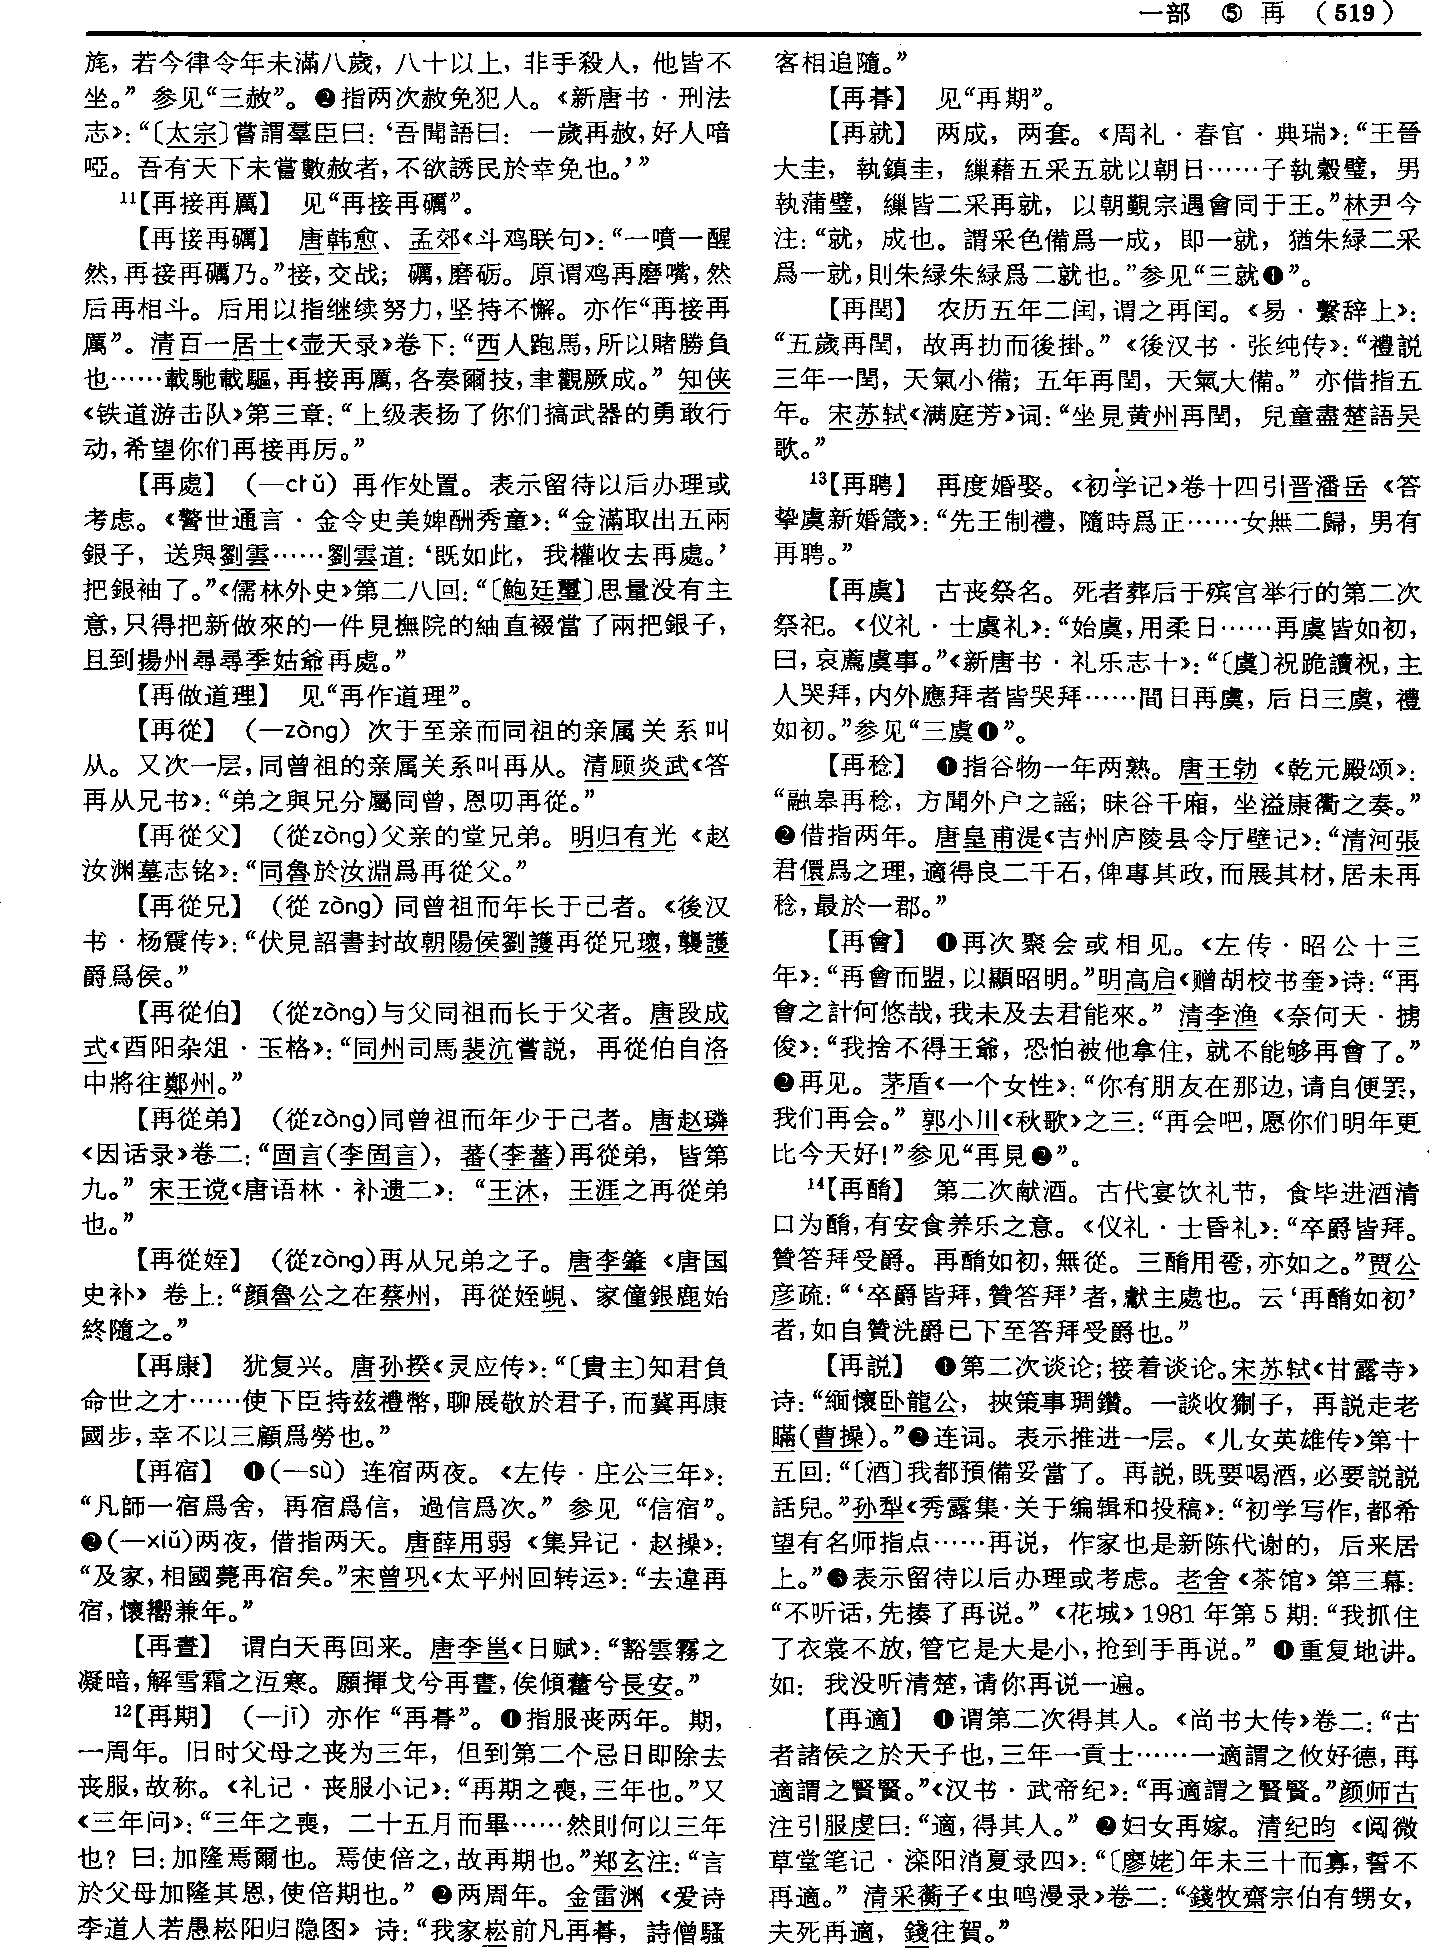 一部 ⑤ 再 （519）
旄，若今律令年未滿八歲，八十以上，非手殺人，他皆不
坐。”参见“三赦”。❷指两次赦免犯人。《新唐书·刑法
志》：“〔太宗〕嘗謂羣臣曰：‘吾聞語曰：一歲再赦，好人喑
啞。吾有天下未嘗數赦者，不欲誘民於幸免也。’”
11【再接再厲】 见“再接再礪”。
【再接再礪】 唐韩愈、孟郊《斗鸡联句》：“一噴一醒
然，再接再礪乃。”接，交战；礪，磨砺。原谓鸡再磨嘴，然
后再相斗。后用以指继续努力，坚持不懈。亦作“再接再
厲”。清百一居士《壶天录》卷下：“西人跑馬，所以賭勝負
也……載馳載驅，再接再厲，各奏爾技，聿觀厥成。”知侠
《铁道游击队》第三章：“上级表扬了你们搞武器的勇敢行
动，希望你们再接再厉。”
【再處】 （—chǔ）再作处置。表示留待以后办理或
考虑。《警世通言·金令史美婢酬秀童》：“金滿取出五兩
銀子，送與劉雲……劉雲道：‘既如此，我權收去再處。’
把銀袖了。”《儒林外史》第二八回：“〔鮑廷璽〕思量没有主
意，只得把新做來的一件見撫院的紬直裰當了兩把銀子，
且到揚州尋尋季姑爺再處。”
【再做道理】 见“再作道理”。
【再從】 （—zòng）次于至亲而同祖的亲属关系叫
从。又次一层，同曾祖的亲属关系叫再从。清顾炎武《答
再从兄书》：“弟之與兄分屬同曾，恩叨再從。”
【再從父】 （從zòng）父亲的堂兄弟。明归有光《赵
汝渊墓志铭》：“同魯於汝淵爲再從父。”
【再從兄】 （從zòng）同曾祖而年长于己者。《後汉
书·杨震传》：“伏見詔書封故朝陽侯劉護再從兄瓌，襲護
爵爲侯。”
【再從伯】 （從zòng）与父同祖而长于父者。唐段成
式《酉阳杂俎·玉格》：“同州司馬裴沆嘗説，再從伯自洛
中將往鄭州。”
【再從弟】 （從zòng）同曾祖而年少于己者。唐赵璘
《因话录》卷二：“固言（李固言），蕃（李蕃）再從弟，皆第
九。”宋王谠《唐语林·补遗二》：“王沐，王涯之再從弟
也。”
【再從姪】 （從zòng）再从兄弟之子。唐李肇《唐国
史补》卷上：“顔魯公之在蔡州，再從姪峴、家僮銀鹿始
終隨之。”
【再康】 犹复兴。唐孙揆《灵应传》：“〔貴主〕知君負
命世之才……使下臣持兹禮幣，聊展敬於君子，而冀再康
國步，幸不以三顧爲勞也。”
【再宿】 ❶（—sù）连宿两夜。《左传·庄公三年》：
“凡師一宿爲舍，再宿爲信，過信爲次。”参见“信宿”。
❷（—xiǔ）两夜，借指两天。唐薛用弱《集异记·赵操》：
“及家，相國薨再宿矣。”宋曾巩《太平州回转运》：“去違再
宿，懷嚮兼年。”
【再晝】 谓白天再回来。唐李邕《日赋》：“豁雲霧之
凝暗，解雪霜之沍寒。願揮戈兮再晝，俟傾藿兮長安。”
12【再期】 （—jī）亦作“再朞”。❶指服丧两年。期，
一周年。旧时父母之丧为三年，但到第二个忌日即除去
丧服，故称。《礼记·丧服小记》：“再期之喪，三年也。”又
《三年问》：“三年之喪，二十五月而畢……然則何以三年
也？曰：加隆焉爾也。焉使倍之，故再期也。”郑玄注：“言
於父母加隆其恩，使倍期也。”❷两周年。金雷渊《爱诗
李道人若愚崧阳归隐图》诗：“我家崧前凡再朞，詩僧騷
客相追隨。”
【再朞】 见“再期”。
【再就】 两成，两套。《周礼·春官·典瑞》：“王晉
大圭，執鎮圭，繅藉五采五就以朝日……子執穀璧，男
執蒲璧，繅皆二采再就，以朝覲宗遇會同于王。”林尹今
注：“就，成也。謂采色備爲一成，即一就，猶朱緑二采
爲一就，則朱緑朱緑爲二就也。”参见“三就❶”。
【再閏】 农历五年二闰，谓之再闰。《易·繫辞上》：
“五歲再閏，故再扐而後掛。”《後汉书·张纯传》：“禮説
三年一閏，天氣小備；五年再閏，天氣大備。”亦借指五
年。宋苏轼《满庭芳》词：“坐見黄州再閏，兒童盡楚語吴
歌。”
13【再聘】 再度婚娶。《初学记》卷十四引晋潘岳《答
挚虞新婚箴》：“先王制禮，隨時爲正……女無二歸，男有
再聘。”
【再虞】 古丧祭名。死者葬后于殡宫举行的第二次
祭祀。《仪礼·士虞礼》：“始虞，用柔日……再虞皆如初，
曰，哀薦虞事。”《新唐书·礼乐志十》：“〔虞〕祝跪讀祝，主
人哭拜，内外應拜者皆哭拜……間日再虞，后日三虞，禮
如初。”参见“三虞❶”。
【再稔】 ❶指谷物一年两熟。唐王勃《乾元殿颂》：
“融皋再稔，方聞外户之謡；昧谷千廂，坐溢康衢之奏。”
❷借指两年。唐皇甫湜《吉州庐陵县令厅壁记》：“清河張
君儇爲之理，適得良二千石，俾專其政，而展其材，居未再
稔，最於一郡。”
【再會】 ❶再次聚会或相见。《左传·昭公十三
年》：“再會而盟，以顯昭明。”明高启《赠胡校书奎》诗：“再
會之計何悠哉，我未及去君能來。”清李渔《奈何天·掳
俊》：“我捨不得王爺，恐怕被他拿住，就不能够再會了。”
❷再见。茅盾《一个女性》：“你有朋友在那边，请自便罢，
我们再会。”郭小川《秋歌》之三：“再会吧，愿你们明年更
比今天好！”参见“再見❷”。
14【再酳】 第二次献酒。古代宴饮礼节，食毕进酒清
口为酳，有安食养乐之意。《仪礼·士昏礼》：“卒爵皆拜。
贊答拜受爵。再酳如初，無從。三酳用卺，亦如之。”贾公
彦疏：“‘卒爵皆拜，贊答拜’者，獻主處也。云‘再酳如初’
者，如自贊洗爵已下至答拜受爵也。”
【再説】 ❶第二次谈论；接着谈论。宋苏轼《甘露寺》
诗：“緬懷卧龍公，挾策事琱鑽。一談收猘子，再説走老
瞞（曹操）。”❷连词。表示推进一层。《儿女英雄传》第十
五回：“〔酒〕我都預備妥當了。再説，既要喝酒，必要説説
話兒。”孙犁《秀露集·关于编辑和投稿》：“初学写作，都希
望有名师指点……再说，作家也是新陈代谢的，后来居
上。”❸表示留待以后办理或考虑。老舍《茶馆》第三幕：
“不听话，先揍了再说。”《花城》1981年第5期：“我抓住
了衣裳不放，管它是大是小，抢到手再说。”❹重复地讲。
如：我没听清楚，请你再说一遍。
【再適】 ❶谓第二次得其人。《尚书大传》卷二：“古
者諸侯之於天子也，三年一貢士……一適謂之攸好德，再
適謂之賢賢。”《汉书·武帝纪》：“再適謂之賢賢。”颜师古
注引服虔曰：“適，得其人。”❷妇女再嫁。清纪昀《阅微
草堂笔记·滦阳消夏录四》：“〔廖姥〕年未三十而寡，誓不
再適。”清采蘅子《虫鸣漫录》卷二：“錢牧齋宗伯有甥女，
夫死再適，錢往賀。”